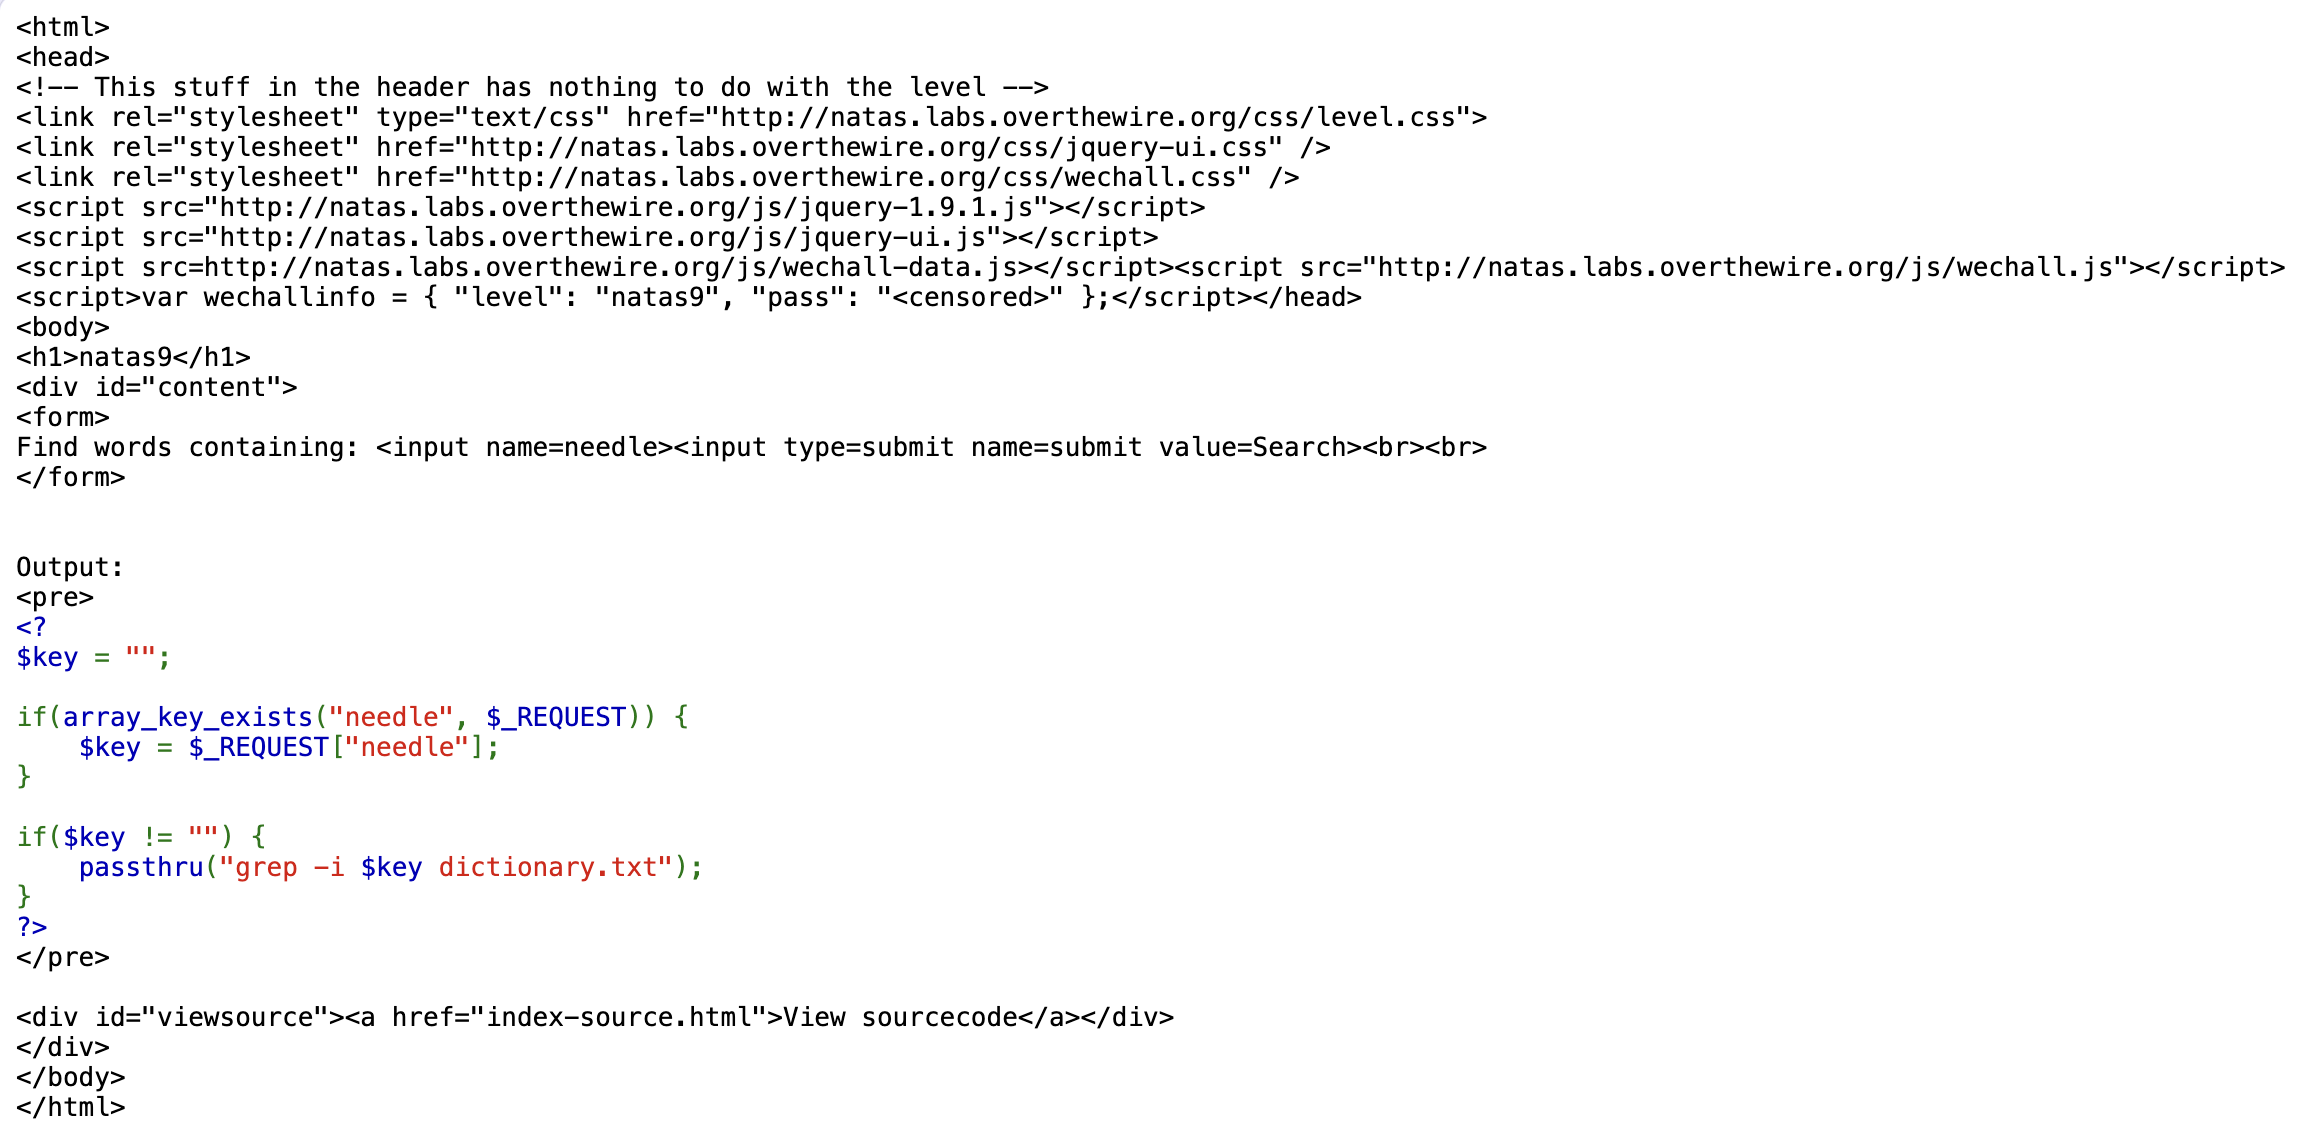 <html>
<head>
<!-- This stuff in the header has nothing to do with the level -->
<link rel="stylesheet" type="text/css" href="http://natas.labs.overthewire.org/css/level.css">
<link rel="stylesheet" href="http://natas.labs.overthewire.org/css/jquery-ui.css" />
<link rel="stylesheet" href="http://natas.labs.overthewire.org/css/wechall.css" />
<script src="http://natas.labs.overthewire.org/js/jquery-1.9.1.js"></script>
<script src="http://natas.labs.overthewire.org/js/jquery-ui.js"></script>
<script src=http://natas.labs.overthewire.org/js/wechall-data.js></script><script src="http://natas.labs.overthewire.org/js/wechall.js"></script>
<script>var wechallinfo = { "level": "natas9", "pass": "<censored>" };</script></head>
<body>
<h1>natas9</h1>
<div id="content">
<form>
Find words containing: <input name=needle><input type=submit name=submit value=Search><br><br>
</form>


Output:
<pre>
<?
$key = "";

if(array_key_exists("needle", $_REQUEST)) {
    $key = $_REQUEST["needle"];
}

if($key != "") {
    passthru("grep -i $key dictionary.txt");
}
?>
</pre>

<div id="viewsource"><a href="index-source.html">View sourcecode</a></div>
</div>
</body>
</html>